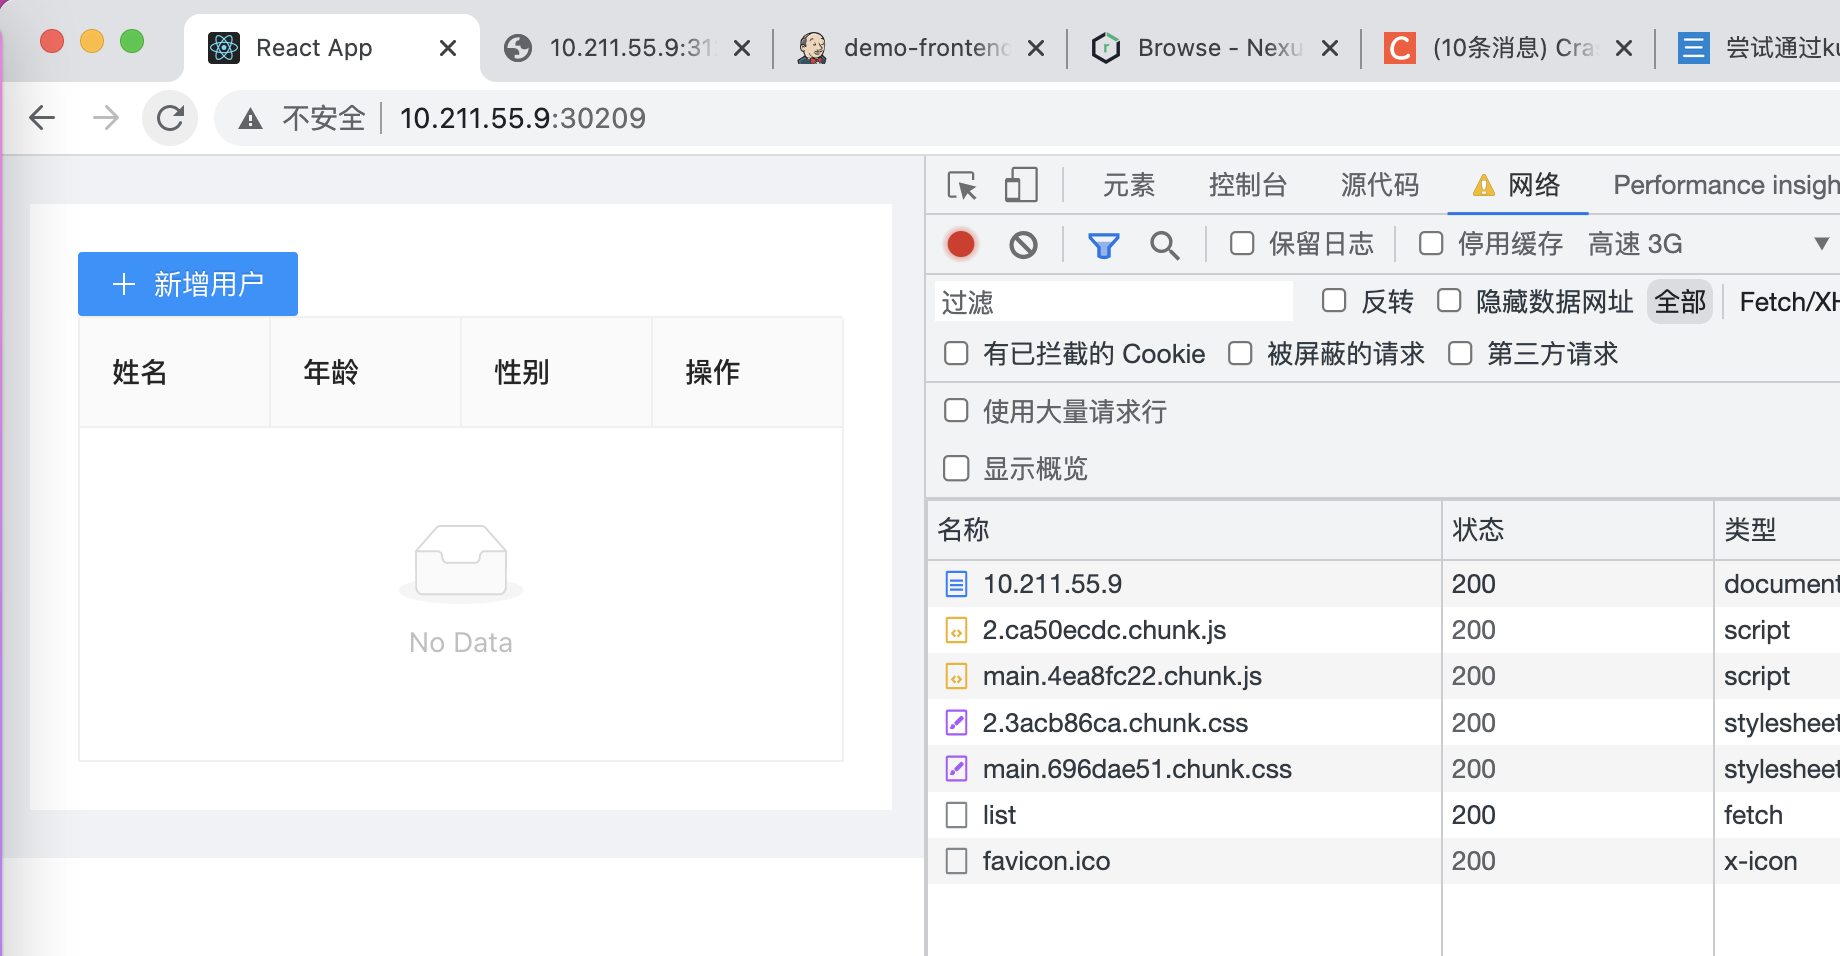 React App
10.211.55.9:31
demo-frontend
Browse - Nexu
(10条消息) Cra
尝试通过ku
不安全 10.211.55.9:30209
新增用户
姓名 年龄 性别 操作
No Data
元素 控制台 源代码 网络 Performance insigh
保留日志 停用缓存 高速 3G
过滤 反转 隐藏数据网址 全部 Fetch/XH
有已拦截的 Cookie 被屏蔽的请求 第三方请求
使用大量请求行
显示概览
名称 状态 类型
10.211.55.9 200 document
2.ca50ecdc.chunk.js 200 script
main.4ea8fc22.chunk.js 200 script
2.3acb86ca.chunk.css 200 stylesheet
main.696dae51.chunk.css 200 stylesheet
list 200 fetch
favicon.ico 200 x-icon